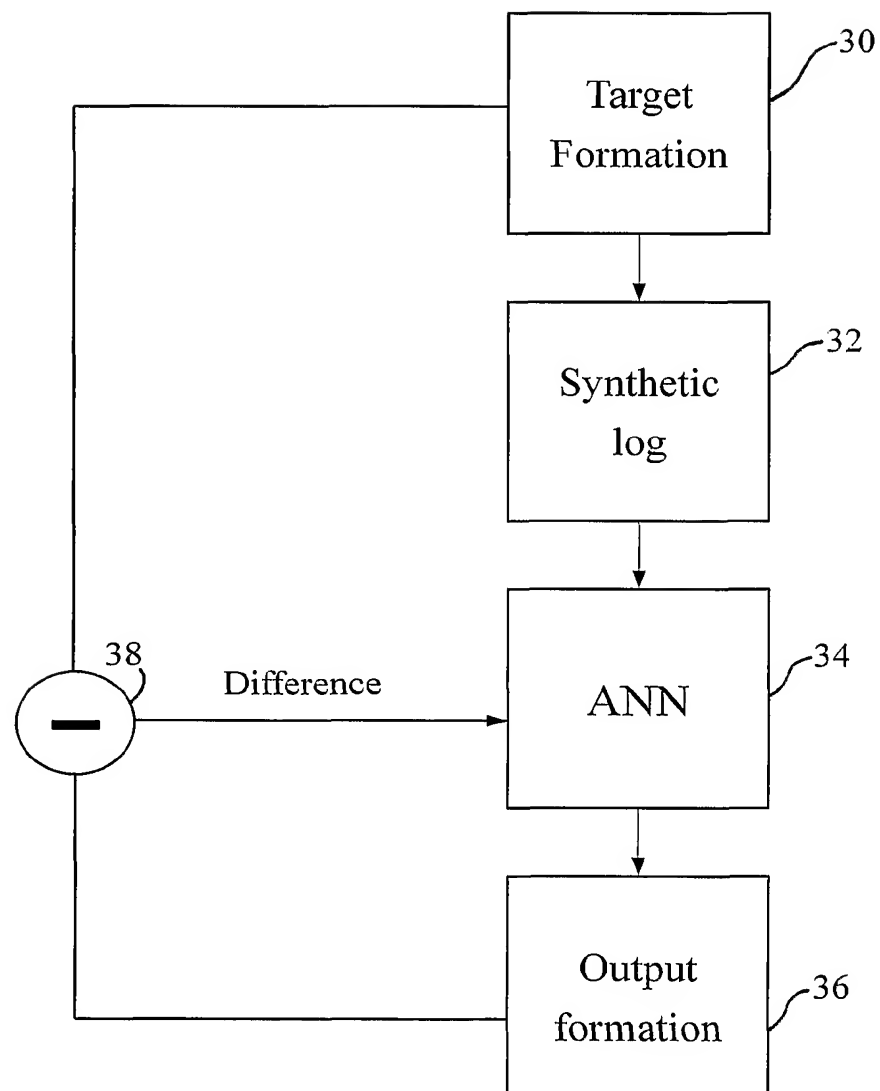 30
Target
Formation
32
Synthetic
log
38
Difference
34
ANN
36
Output
formation